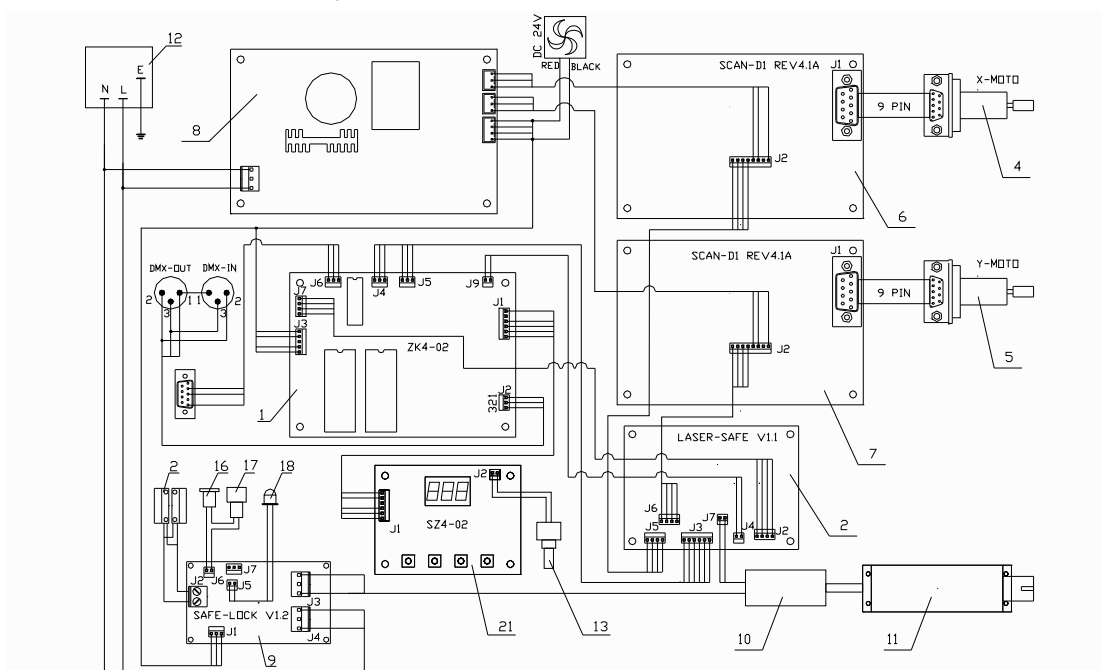 12
E
N L
8
DC 24V
RED BLACK
SCAN-D1 REV4.1A
J1
9 PIN
X-MOTO
J2
4
6
SCAN-D1 REV4.1A
J1
9 PIN
Y-MOTO
J2
5
7
DMX-OUT DMX-IN
2 1 1 2
3 3
J6 J4 J5 J9
J7
J3
J1
ZK4-02
J2
321
1
LASER-SAFE V1.1
J6
J5 J3 J7 J4 J2
2
2 16 17 18
J2
J1
SZ4-02
21
13
J7
J2 J6 J5
J3
SAFE-LOCK V1.2
J1 J4
9
10
11